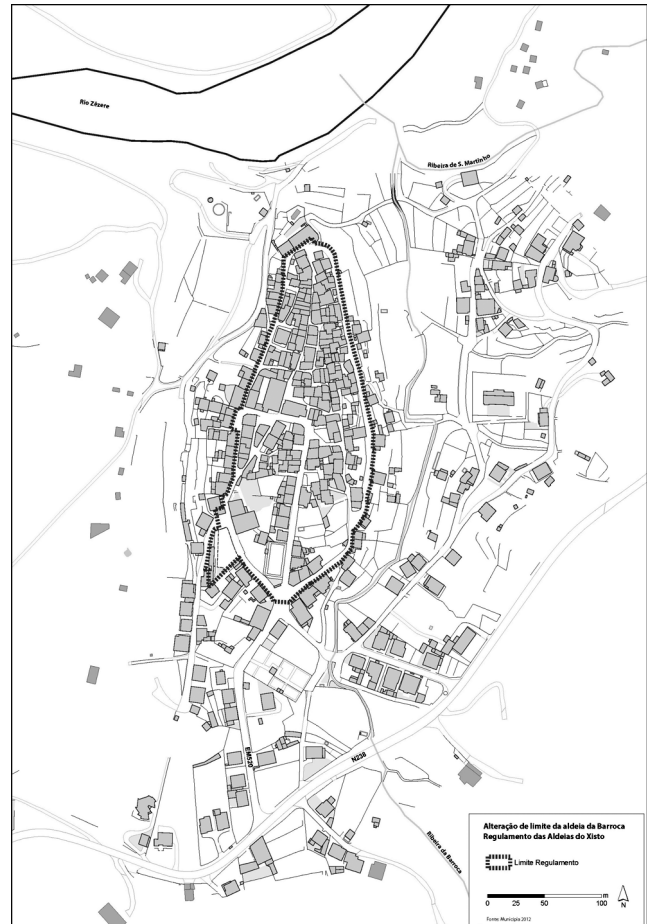 Rio Zêzere
Ribeira de S. Martinho
EM520
N238
Ribeira da Barroca
Alteração de limite da aldeia da Barroca
Regulamento das Aldeias do Xisto
Limite Regulamento
m
0 25 50 100
N
Fonte: Município 2012